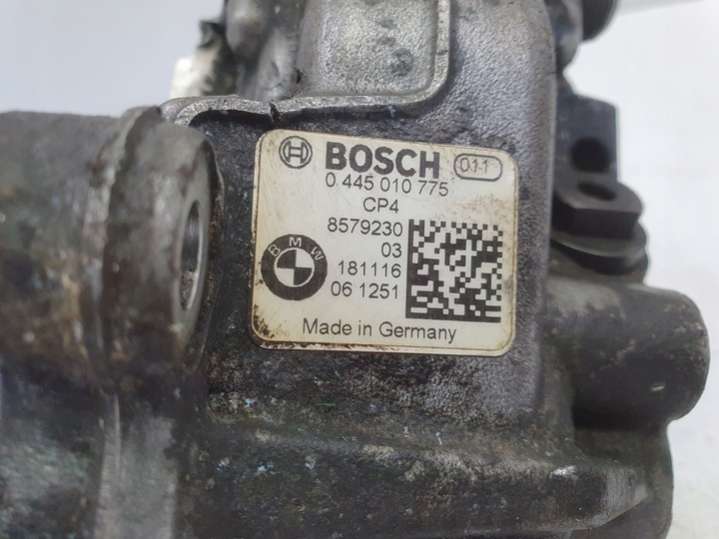 BOSCH 011
0 445 010 775
CP4
8579230
03
BMW
181116
06 1251
Made in Germany